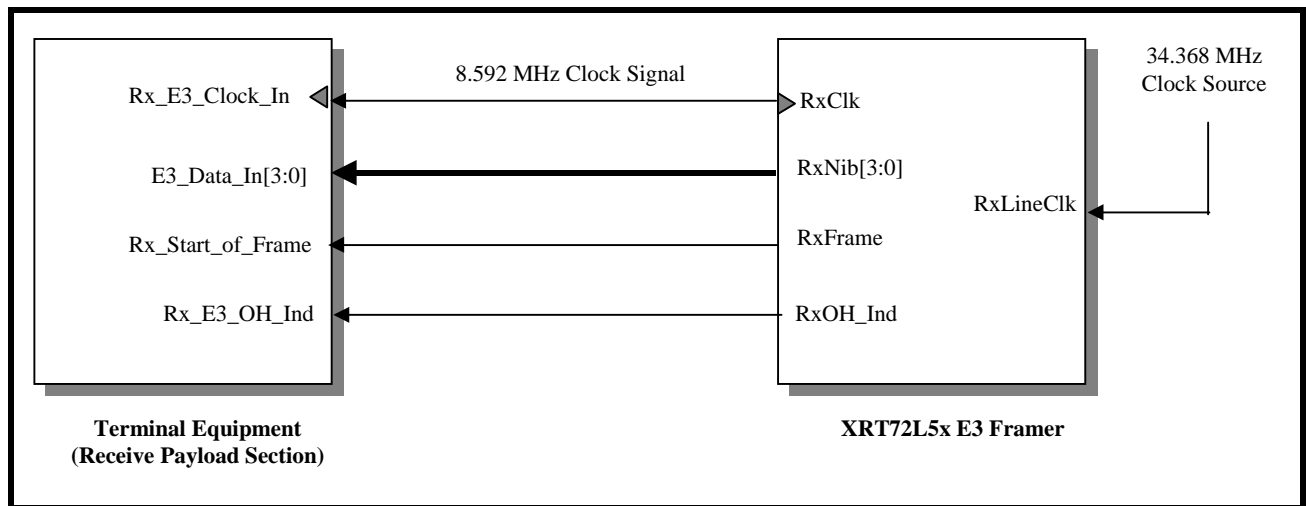 34.368 MHz
Clock Source
8.592 MHz Clock Signal
Rx_E3_Clock_In
RxClk
E3_Data_In[3:0]
RxNib[3:0]
RxLineClk
Rx_Start_of_Frame
RxFrame
Rx_E3_OH_Ind
RxOH_Ind
Terminal Equipment
(Receive Payload Section)
XRT72L5x E3 Framer